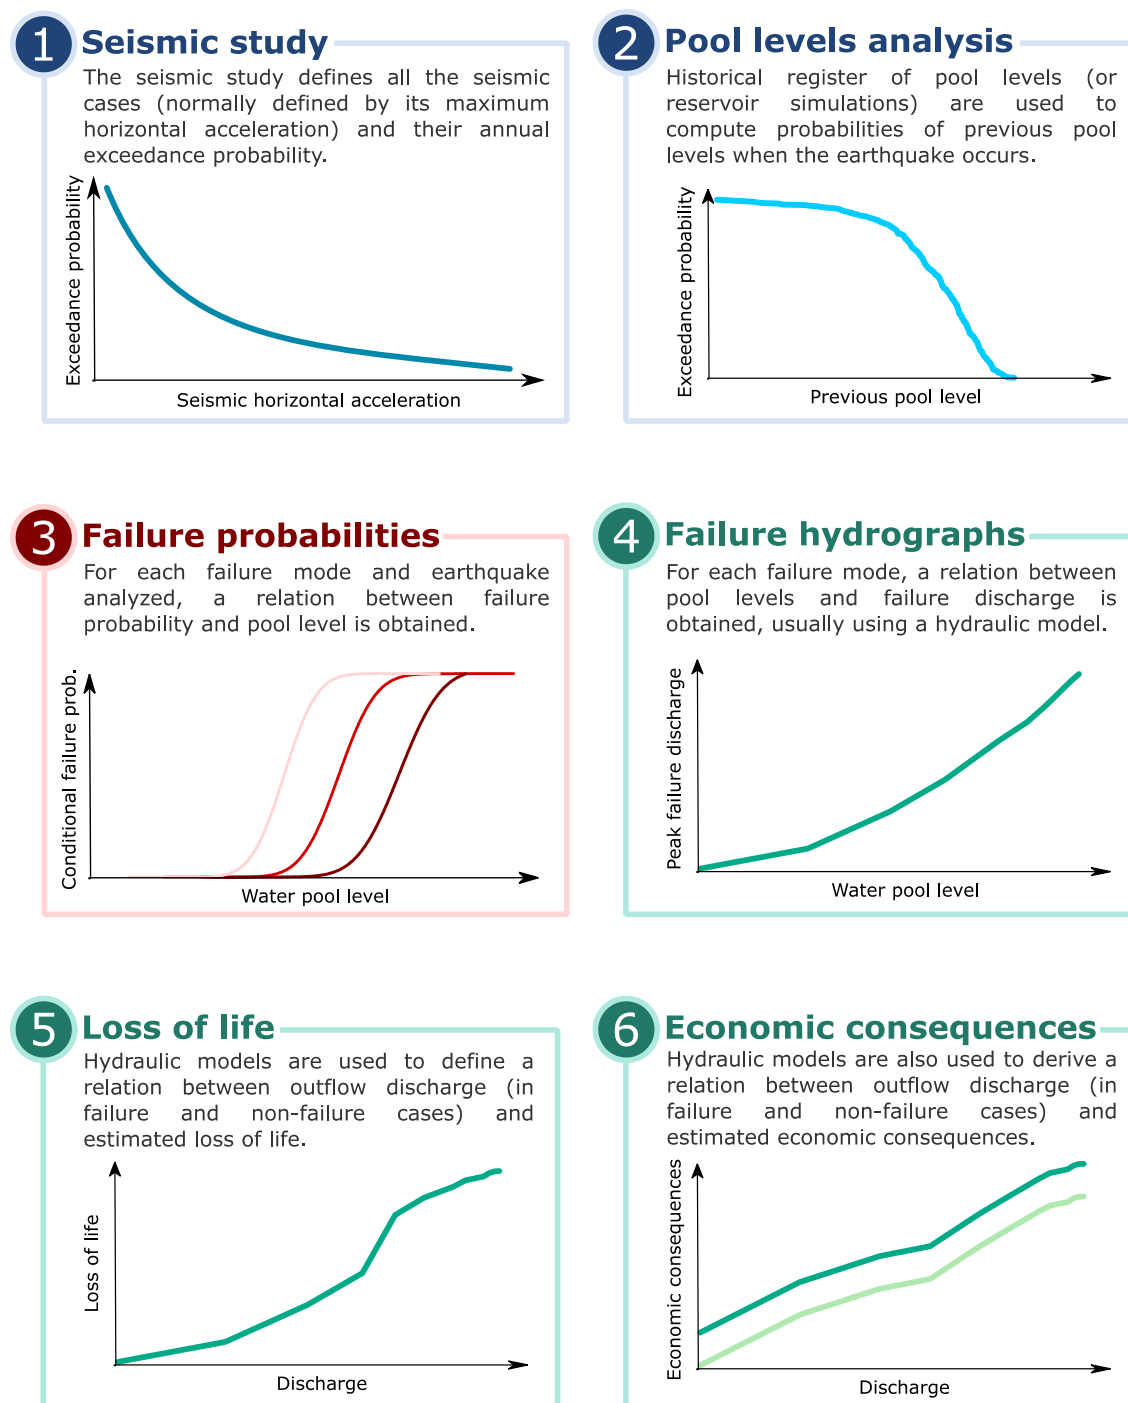 1 Seismic study
The seismic study defines all the seismic
cases (normally defined by its maximum
horizontal acceleration) and their annual
exceedance probability.
Exceedance probability
Seismic horizontal acceleration
2 Pool levels analysis
Historical register of pool levels (or
reservoir simulations) are used to
compute probabilities of previous pool
levels when the earthquake occurs.
Exceedance probability
Previous pool level
3 Failure probabilities
For each failure mode and earthquake
analyzed, a relation between failure
probability and pool level is obtained.
Conditional failure prob.
Water pool level
4 Failure hydrographs
For each failure mode, a relation between
pool levels and failure discharge is
obtained, usually using a hydraulic model.
Peak failure discharge
Water pool level
5 Loss of life
Hydraulic models are used to define a
relation between outflow discharge (in
failure and non-failure cases) and
estimated loss of life.
Loss of life
Discharge
6 Economic consequences
Hydraulic models are also used to derive a
relation between outflow discharge (in
failure and non-failure cases) and
estimated economic consequences.
Economic consequences
Discharge